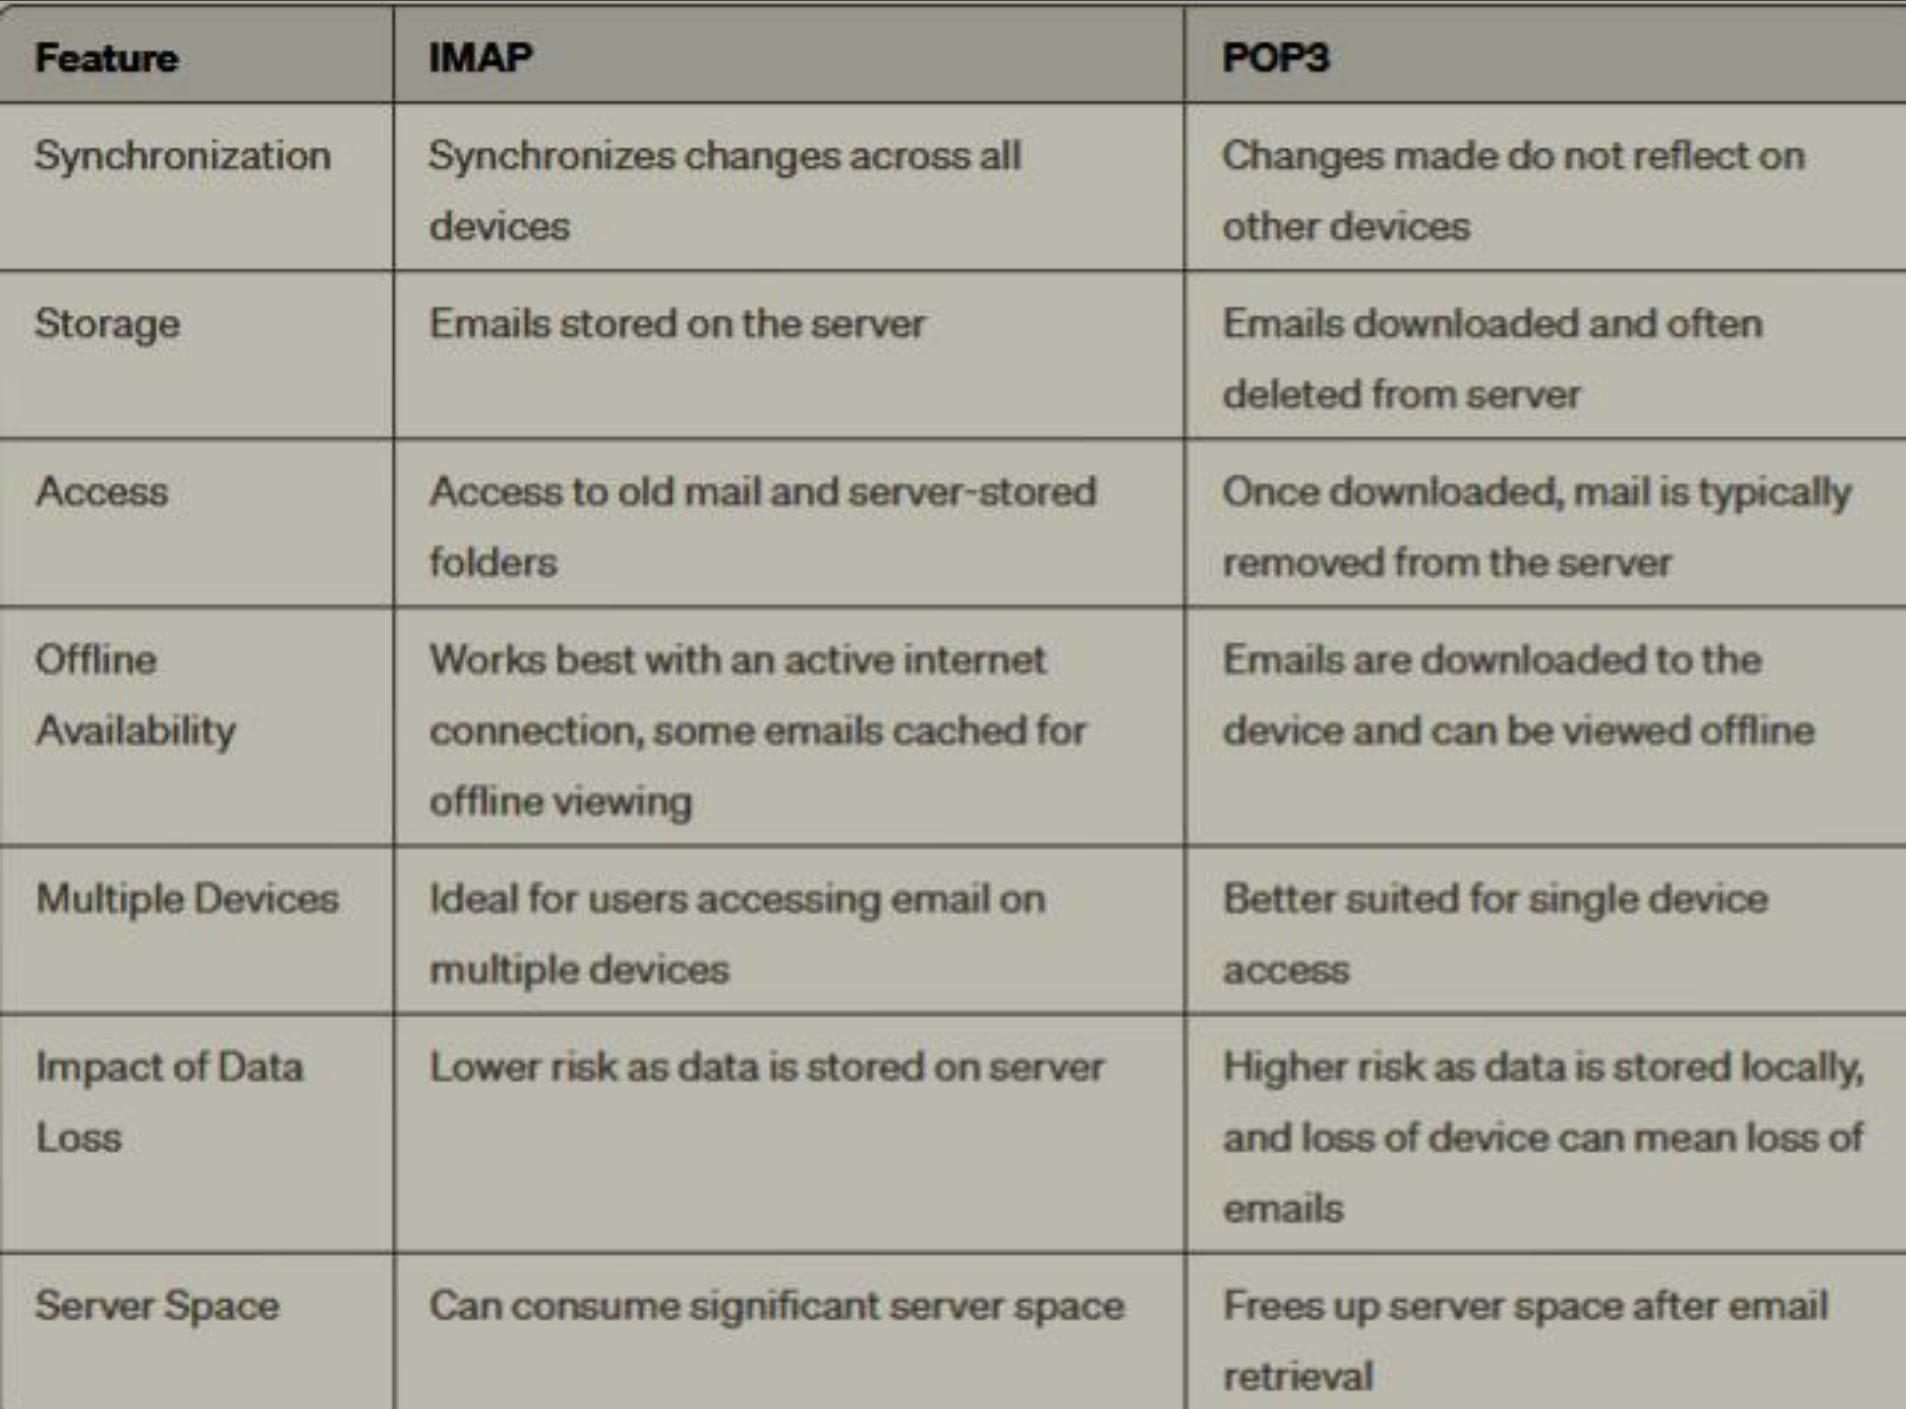 Feature
IMAP
POP3
Synchronization
Synchronizes changes across all
devices
Changes made do not reflect on
other devices
Storage
Emails stored on the server
Emails downloaded and often
deleted from server
Access
Access to old mail and server-stored
folders
Once downloaded, mail is typically
removed from the server
Offline
Availability
Works best with an active internet
connection, some emails cached for
offline viewing
Emails are downloaded to the
device and can be viewed offline
Multiple Devices
Ideal for users accessing email on
multiple devices
Better suited for single device
access
Impact of Data
Loss
Lower risk as data is stored on server
Higher risk as data is stored locally,
and loss of device can mean loss of
emails
Server Space
Can consume significant server space
Frees up server space after email
retrieval